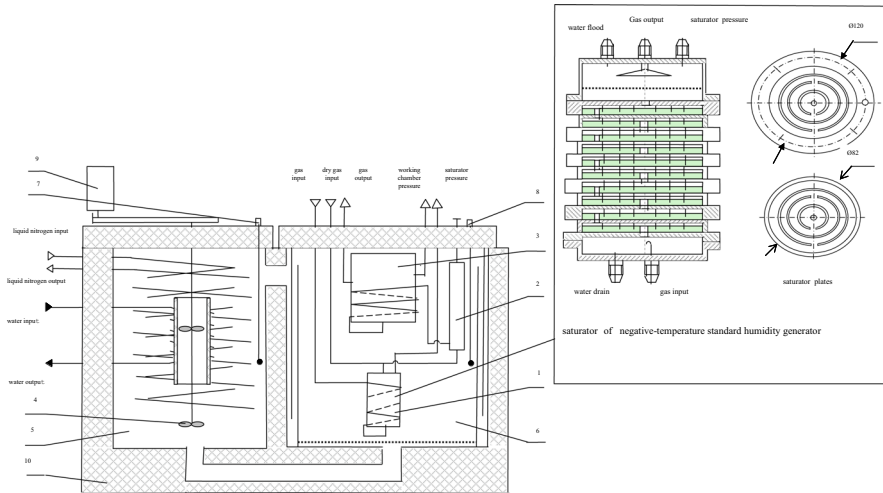 water flood
Gas output
saturator pressure
Ø120
Ø82
water drain
gas input
saturator plates
saturator of negative-temperature standard humidity generator
9
7
gas
input
dry gas
input
gas
output
working
chamber
pressure
saturator
pressure
8
3
2
1
6
liquid nitrogen input
liquid nitrogen output
water input.
water output.
4
5
10